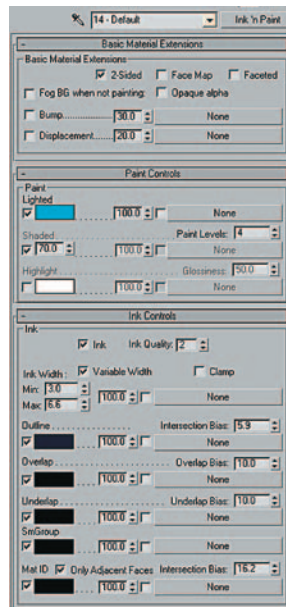 14 - Default Ink 'n Paint
- Basic Material Extensions
Basic Material Extensions
2-Sided Face Map Faceted
Fog BG when not painting: Opaque alpha
Bump............... 30.0 None
Displacement...... 20.0 None
- Paint Controls
Paint
Lighted
100.0 None
Shaded Paint Levels: 4
70.0 100.0 None
Highlight Glossiness: 50.0
100.0 None
- Ink Controls
Ink
Ink Ink Quality: 2
Ink Width: Variable Width Clamp
Min: 3.0
100.0 None
Max: 6.6
Outline Intersection Bias: 5.9
100.0 None
Overlap Overlap Bias: 10.0
100.0 None
Underlap Underlap Bias: 10.0
100.0 None
SmGroup
100.0 None
Mat ID Only Adjacent Faces Intersection Bias: 16.2
100.0 None